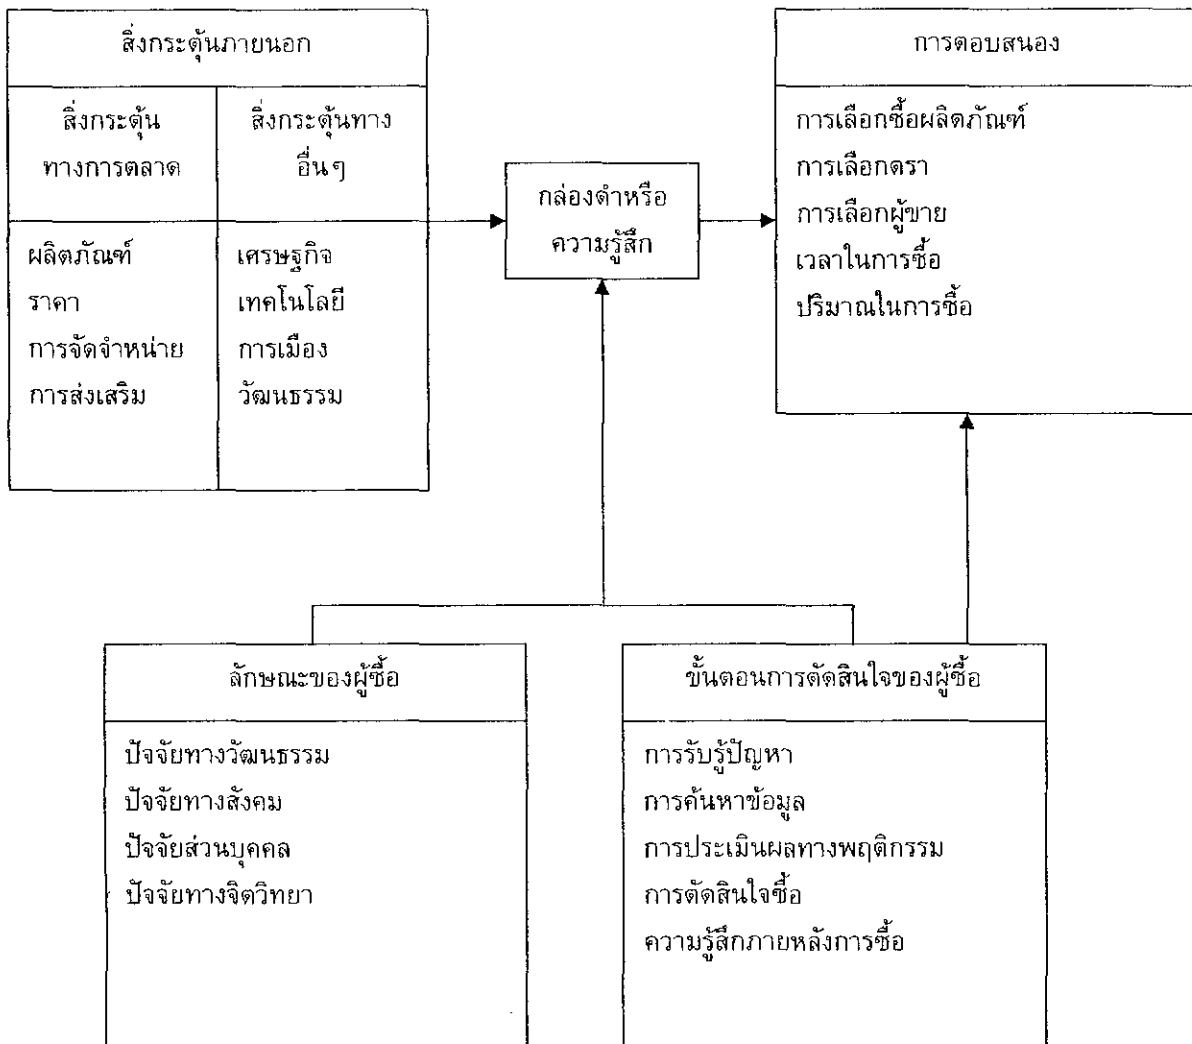 สิ่งกระตุ้นภายนอก
สิ่งกระตุ้น
ทางการตลาด
สิ่งกระตุ้นทาง
อื่นๆ
ผลิตภัณฑ์
ราคา
การจัดจำหน่าย
การส่งเสริม
เศรษฐกิจ
เทคโนโลยี
การเมือง
วัฒนธรรม
กล่องดำหรือ
ความรู้สึก
การตอบสนอง
การเลือกซื้อผลิตภัณฑ์
การเลือกตรา
การเลือกผู้ขาย
เวลาในการซื้อ
ปริมาณในการซื้อ
ลักษณะของผู้ซื้อ
ปัจจัยทางวัฒนธรรม
ปัจจัยทางสังคม
ปัจจัยส่วนบุคคล
ปัจจัยทางจิตวิทยา
ขั้นตอนการตัดสินใจของผู้ซื้อ
การรับรู้ปัญหา
การค้นหาข้อมูล
การประเมินผลทางพฤติกรรม
การตัดสินใจซื้อ
ความรู้สึกภายหลังการซื้อ